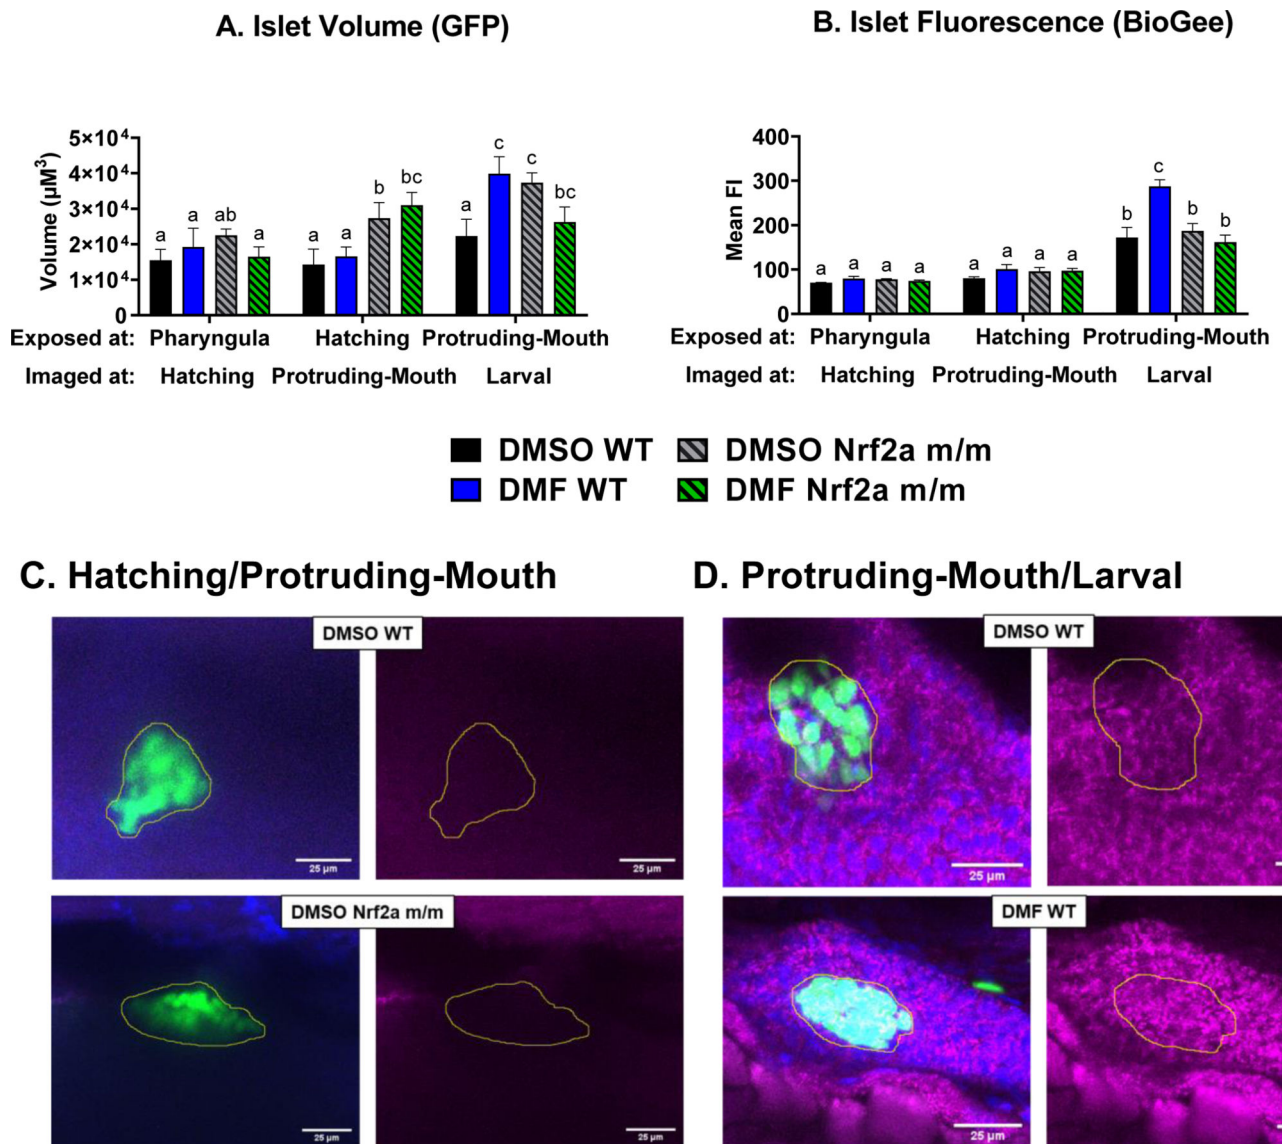 A. Islet Volume (GFP)
B. Islet Fluorescence (BioGee)
Volume (µM³)
5×10⁴
4×10⁴
3×10⁴
2×10⁴
1×10⁴
0
a a ab a
a a b bc
a c c bc
Exposed at: Pharyngula Hatching Protruding-Mouth
Imaged at: Hatching Protruding-Mouth Larval
Mean FI
400
300
200
100
0
a a a a
a a a a
b c b b
Exposed at: Pharyngula Hatching Protruding-Mouth
Imaged at: Hatching Protruding-Mouth Larval
DMSO WT DMSO Nrf2a m/m
DMF WT DMF Nrf2a m/m
C. Hatching/Protruding-Mouth
DMSO WT
25 µm 25 µm
DMSO Nrf2a m/m
25 µm 25 µm
D. Protruding-Mouth/Larval
DMSO WT
25 µm
DMF WT
25 µm